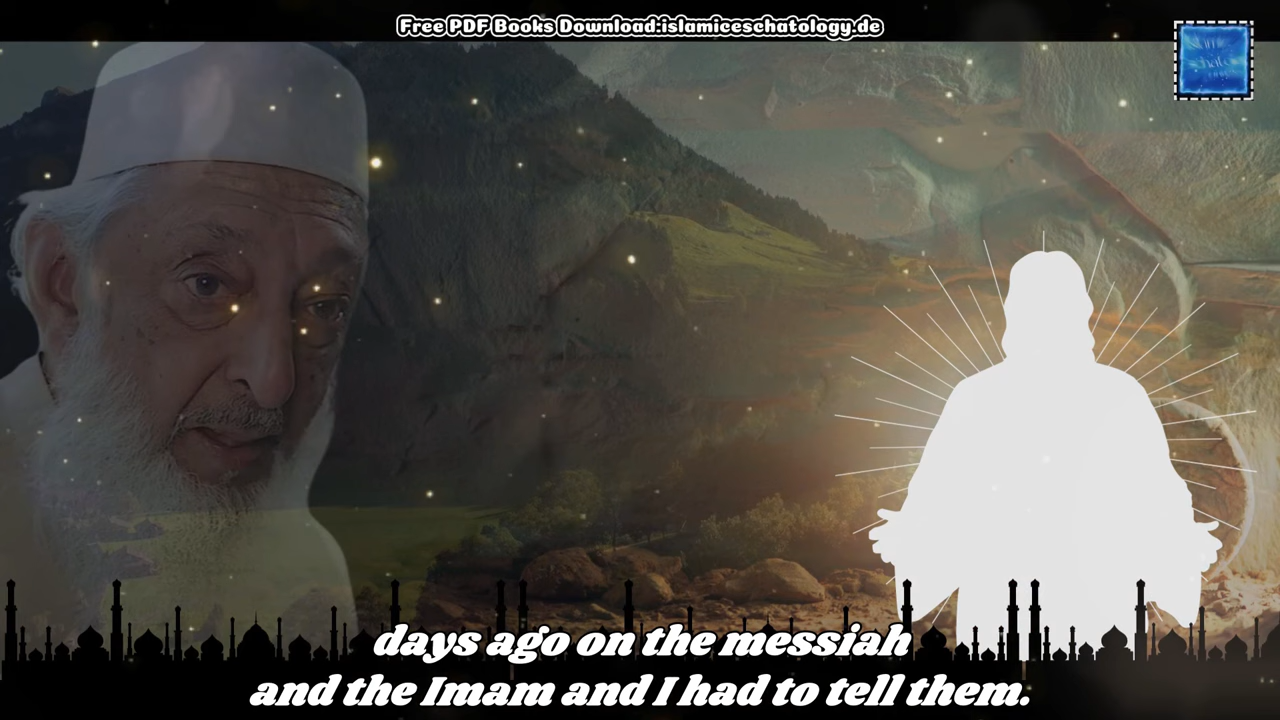 Free PDF Books Download:islamiceschatology.de
days ago on the messiah
and the Imam and I had to tell them.